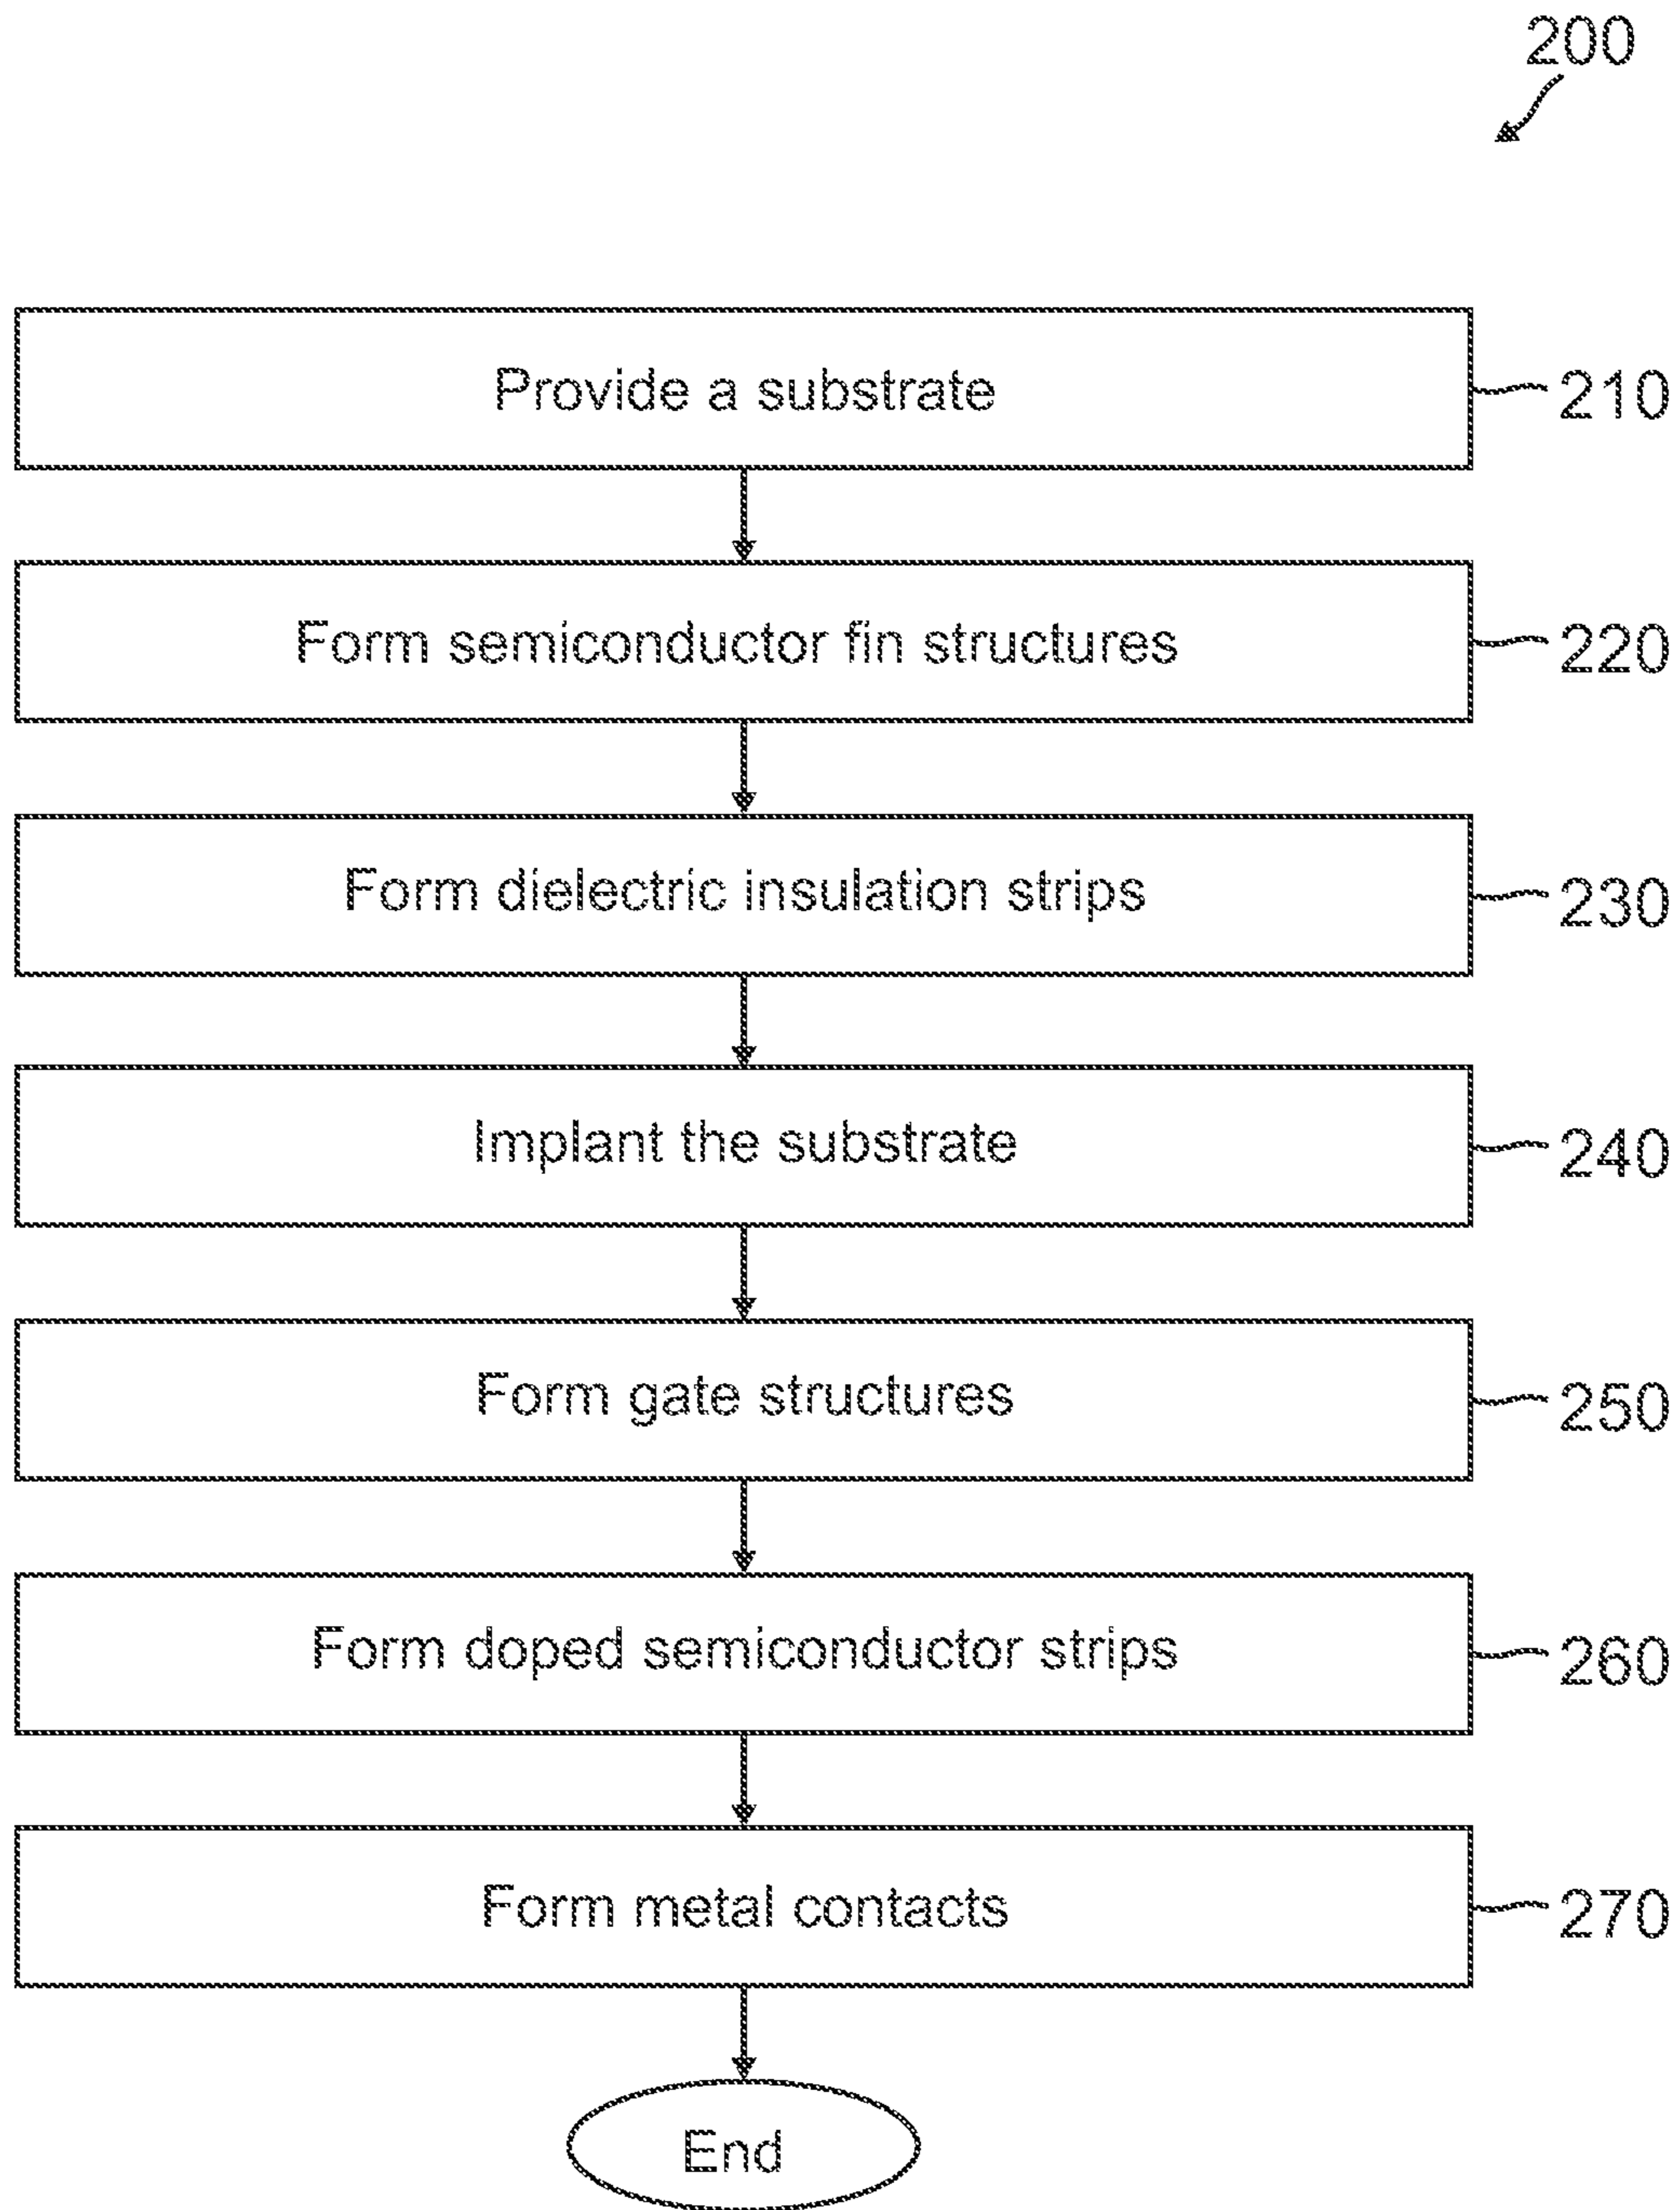 200
Provide a substrate
210
Form semiconductor fin structures
220
Form dielectric insulation strips
230
Implant the substrate
240
Form gate structures
250
Form doped semiconductor strips
260
Form metal contacts
270
End